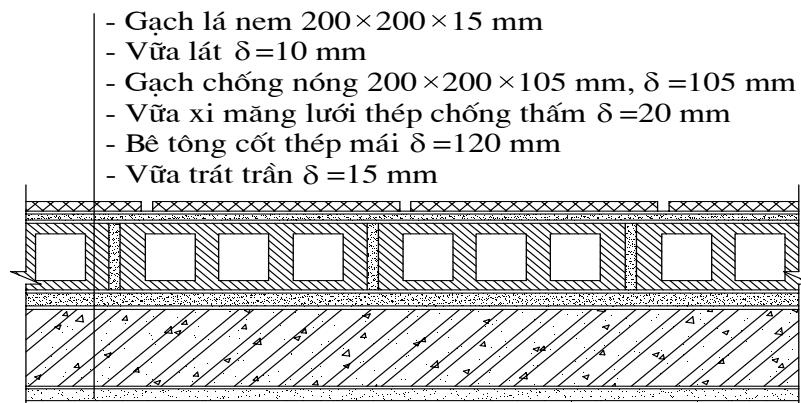 - Gạch lá nem 200×200×15 mm
- Vữa lát δ=10 mm
- Gạch chống nóng 200×200×105 mm, δ=105 mm
- Vữa xi măng lưới thép chống thấm δ=20 mm
- Bê tông cốt thép mái δ=120 mm
- Vữa trát trần δ=15 mm